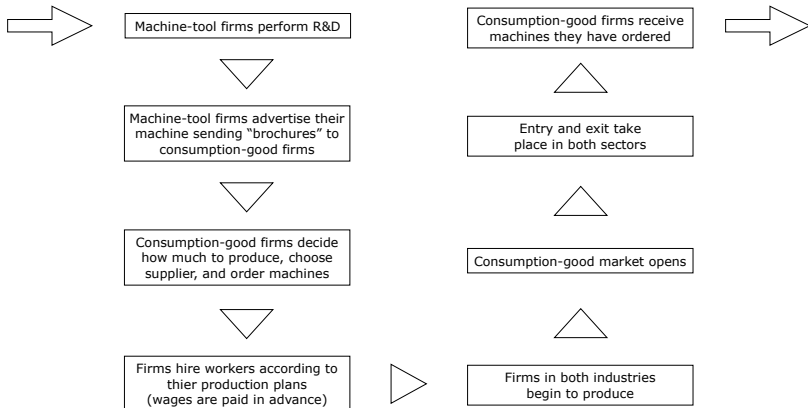 Machine-tool firms perform R&D
Machine-tool firms advertise their
machine sending “brochures” to
consumption-good firms
Consumption-good firms decide
how much to produce, choose
supplier, and order machines
Firms hire workers according to
thier production plans
(wages are paid in advance)
Firms in both industries
begin to produce
Consumption-good market opens
Entry and exit take
place in both sectors
Consumption-good firms receive
machines they have ordered